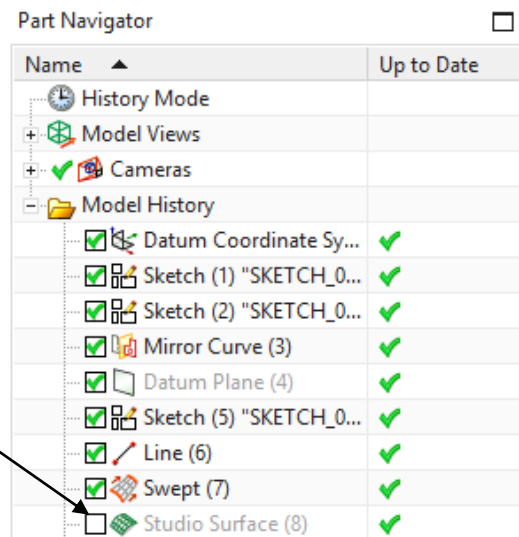 Part Navigator
Name Up to Date
History Mode
Model Views
Cameras
Model History
Datum Coordinate Sy...
Sketch (1) "SKETCH_0...
Sketch (2) "SKETCH_0...
Mirror Curve (3)
Datum Plane (4)
Sketch (5) "SKETCH_0...
Line (6)
Swept (7)
Studio Surface (8)